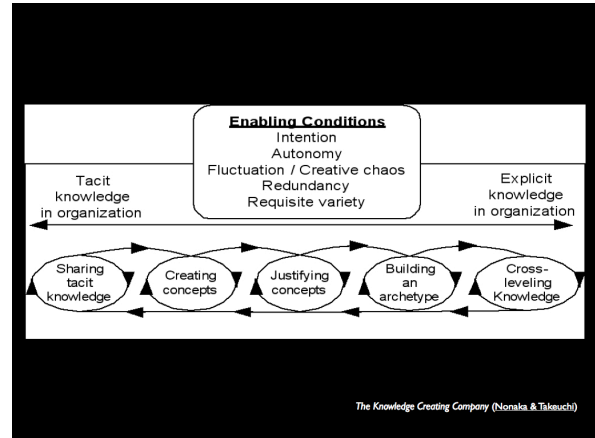 Enabling Conditions
Intention
Autonomy
Fluctuation / Creative chaos
Redundancy
Requisite variety
Tacit
knowledge
in organization
Explicit
knowledge
in organization
Sharing
tacit
knowledge
Creating
concepts
Justifying
concepts
Building
an
archetype
Cross-
leveling
Knowledge
The Knowledge Creating Company (Nonaka & Takeuchi)